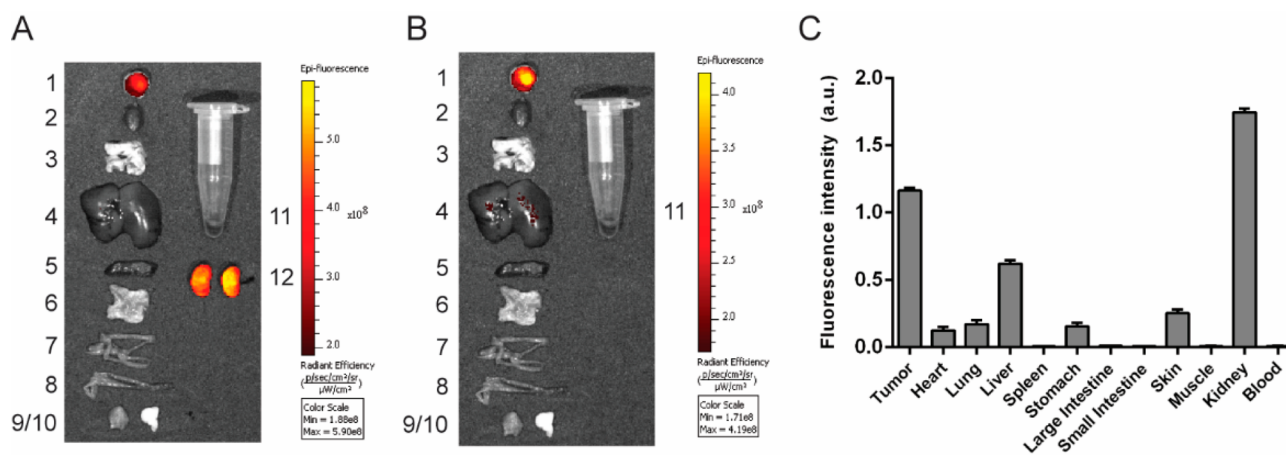 A
1
2
3
4
5
6
7
8
9/10
11
12
Epi-fluorescence
5.0
4.0
x10⁸
3.0
2.0
Radiant Efficiency
(p/sec/cm²/sr / µW/cm²)
Color Scale
Min = 1.88e8
Max = 5.90e8
B
1
2
3
4
5
6
7
8
9/10
11
Epi-fluorescence
4.0
3.5
3.0
x10⁸
2.5
2.0
Radiant Efficiency
(p/sec/cm²/sr / µW/cm²)
Color Scale
Min = 1.71e8
Max = 4.19e8
C
Fluorescence intensity (a.u.)
2.0
1.5
1.0
0.5
0.0
Tumor
Heart
Lung
Liver
Spleen
Stomach
Large Intestine
Small Intestine
Skin
Muscle
Kidney
Blood